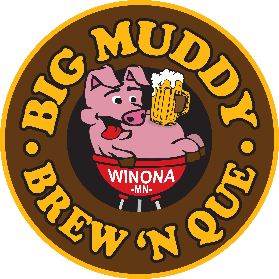 BIG MUDDY
WINONA
-MN-
BREW 'N QUE